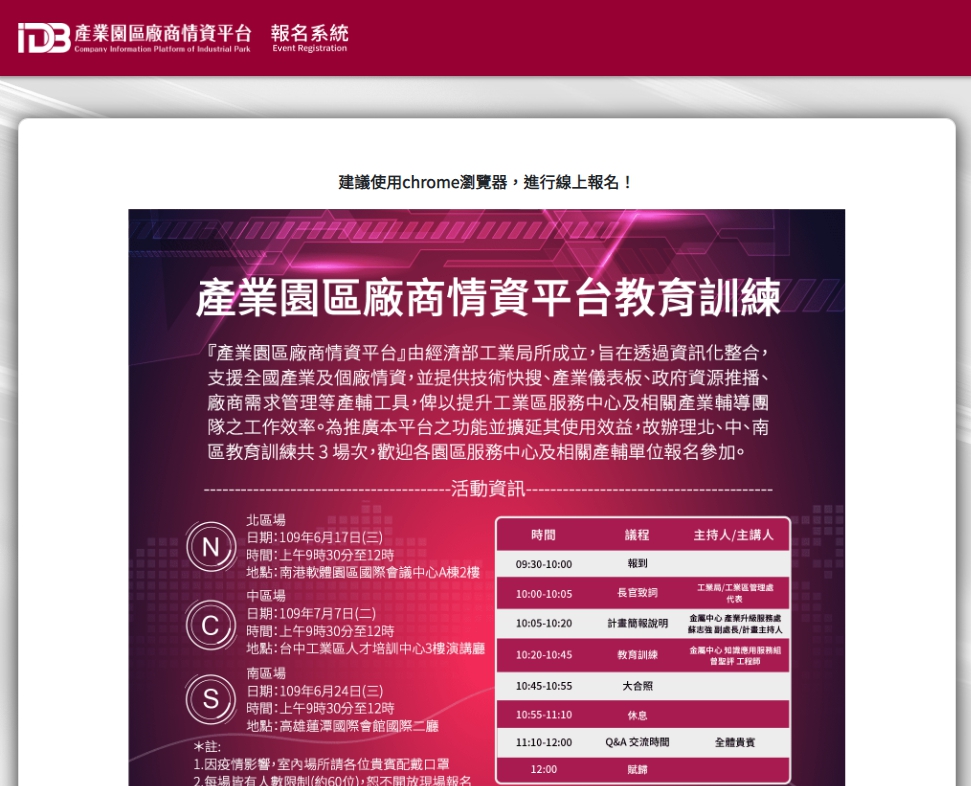 IDB 產業園區廠商情資平台 報名系統
Company Information Platform of Industrial Park Event Registration
建議使用chrome瀏覽器，進行線上報名！
產業園區廠商情資平台教育訓練
『產業園區廠商情資平台』由經濟部工業局所成立，旨在透過資訊化整合，
支援全國產業及個廠情資，並提供技術快搜、產業儀表板、政府資源推播、
廠商需求管理等產輔工具，俾以提升工業區服務中心及相關產業輔導團
隊之工作效率。為推廣本平台之功能並擴延其使用效益，故辦理北、中、南
區教育訓練共３場次，歡迎各園區服務中心及相關產輔單位報名參加。
----------------------------------------活動資訊----------------------------------------
N
北區場
日期：109年6月17日(三)
時間：上午9時30分至12時
地點：南港軟體園區國際會議中心A棟2樓
C
中區場
日期：109年7月7日(二)
時間：上午9時30分至12時
地點：台中工業區人才培訓中心3樓演講廳
S
南區場
日期：109年6月24日(三)
時間：上午9時30分至12時
地點：高雄蓮潭國際會館國際二廳
＊註：
1.因疫情影響，室內場所請各位貴賓配戴口罩
2.每場皆有人數限制(約60位)，恕不開放現場報名
時間 議程 主持人/主講人
09:30-10:00 報到
10:00-10:05 長官致詞 工業局/工業區管理處
代表
10:05-10:20 計畫簡報說明 金屬中心 產業升級服務處
蘇志強 副處長/計畫主持人
10:20-10:45 教育訓練 金屬中心 知識應用服務組
曾聖評 工程師
10:45-10:55 大合照
10:55-11:10 休息
11:10-12:00 Q&A 交流時間 全體貴賓
12:00 賦歸